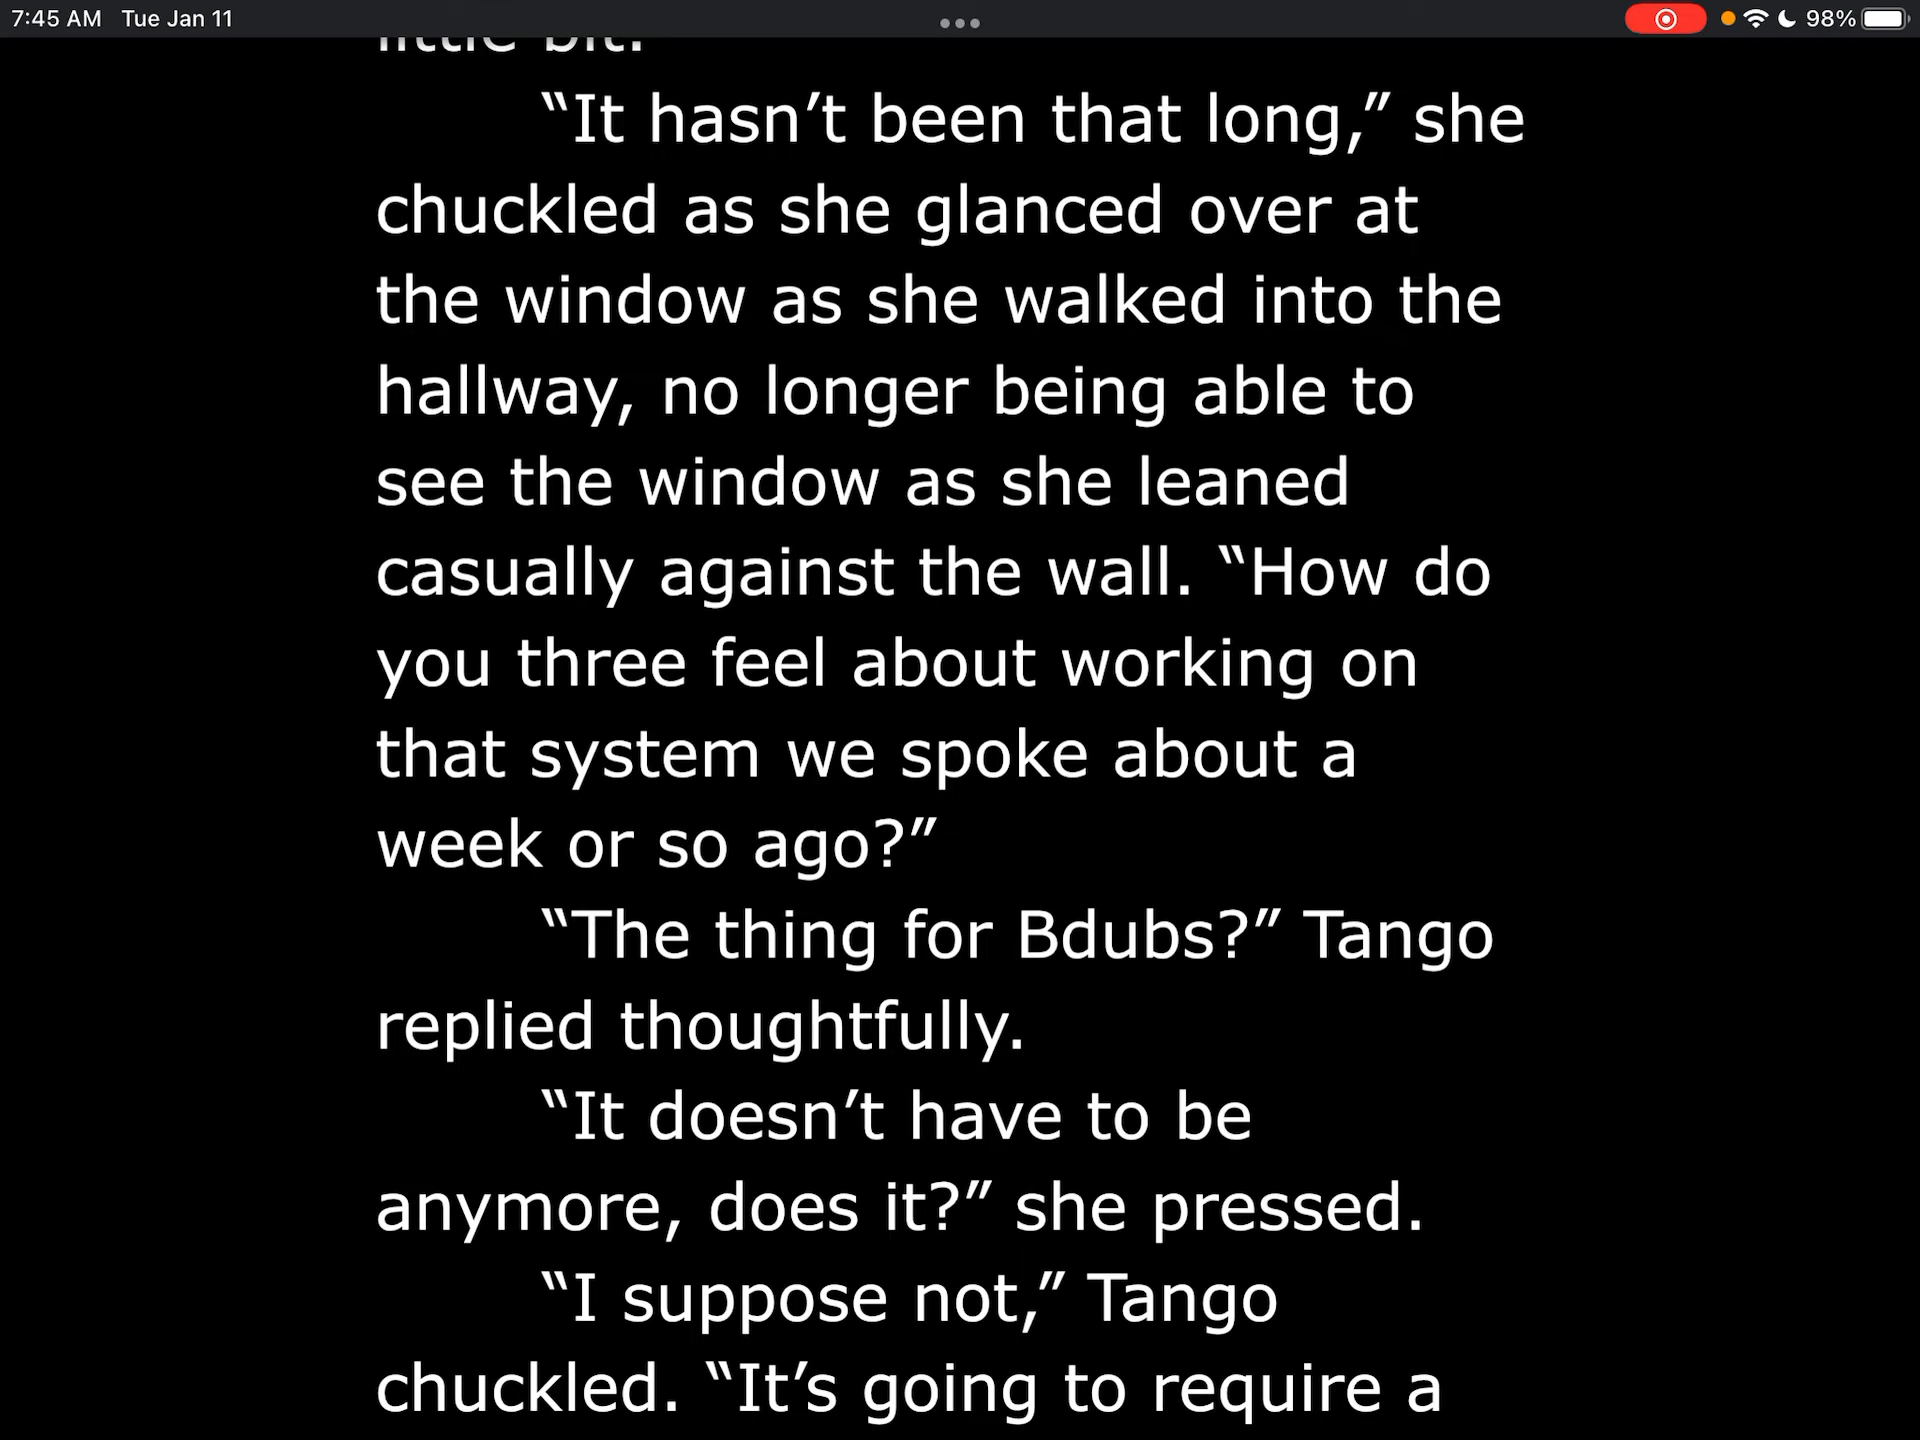 7:45 AM Tue Jan 11
98%
little bit.
“It hasn’t been that long,” she
chuckled as she glanced over at
the window as she walked into the
hallway, no longer being able to
see the window as she leaned
casually against the wall. “How do
you three feel about working on
that system we spoke about a
week or so ago?”
“The thing for Bdubs?” Tango
replied thoughtfully.
“It doesn’t have to be
anymore, does it?” she pressed.
“I suppose not,” Tango
chuckled. “It’s going to require a